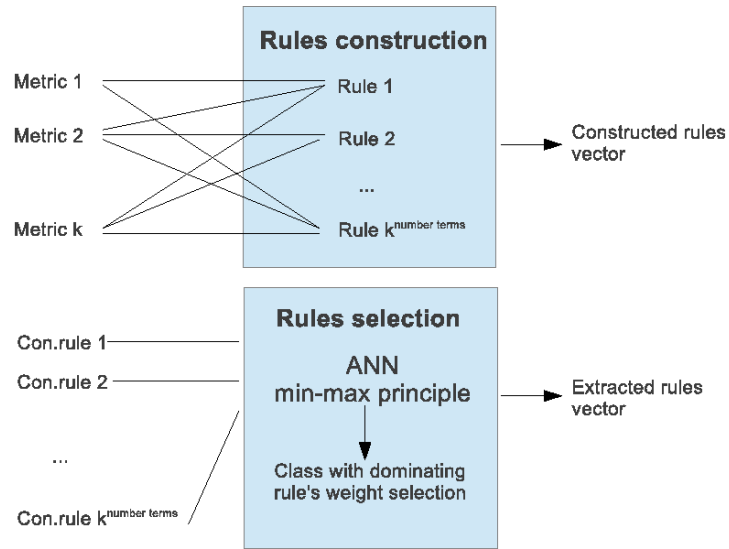 Rules construction
Metric 1
Rule 1
Metric 2
Rule 2
Constructed rules
vector
...
Metric k
Rule k^number terms
Rules selection
Con.rule 1
ANN
Con.rule 2
min-max principle
Extracted rules
vector
...
Class with dominating
rule's weight selection
Con.rule k^number terms